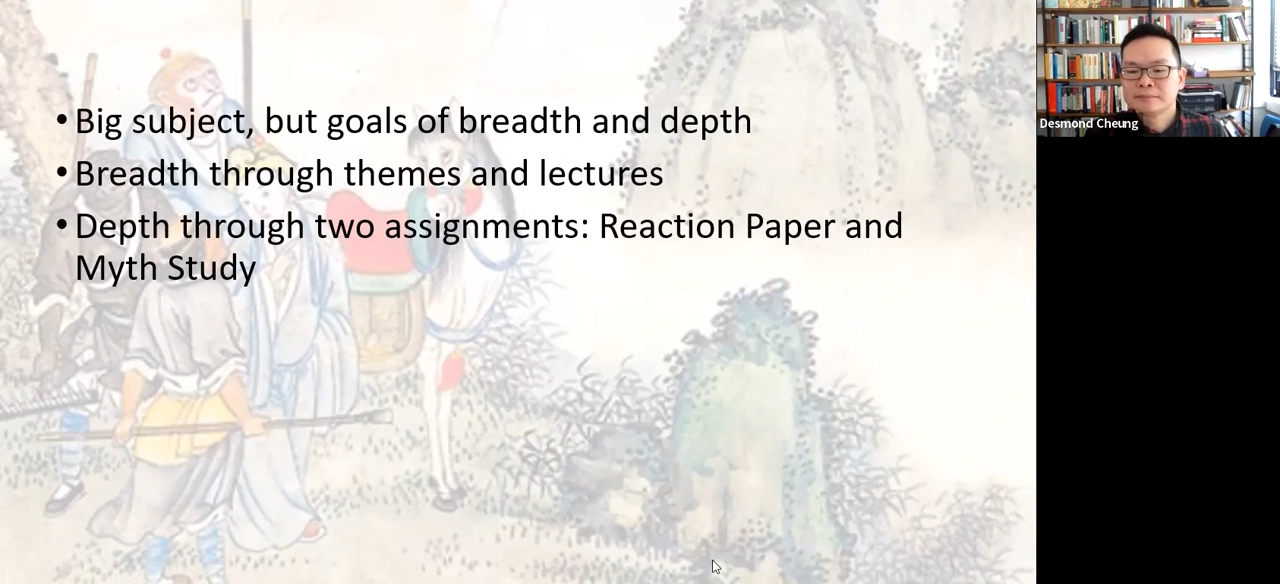 • Big subject, but goals of breadth and depth
• Breadth through themes and lectures
• Depth through two assignments: Reaction Paper and
Myth Study
Desmond Cheung